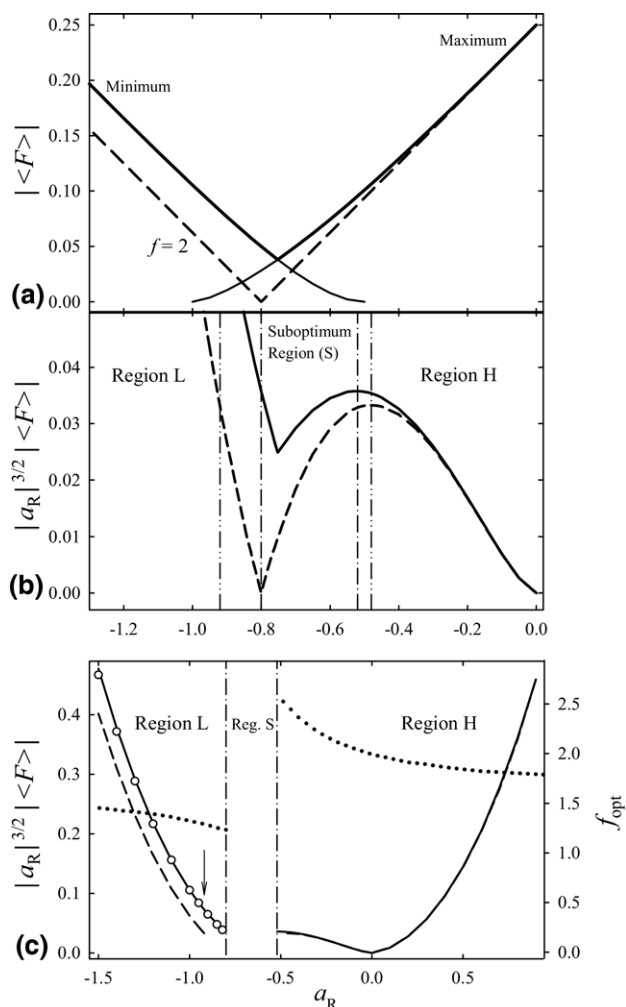 0.25
0.20
0.15
0.10
0.05
0.00
|<F>|
Minimum
Maximum
f = 2
(a)
0.04
0.03
0.02
0.01
0.00
|a_R|^{3/2} |<F>|
Region L
Suboptimum
Region (S)
Region H
(b)
-1.2 -1.0 -0.8 -0.6 -0.4 -0.2 0.0
0.4
0.3
0.2
0.1
0.0
|a_R|^{3/2} |<F>|
Region L
Reg. S
Region H
2.5
2.0
1.5
1.0
0.5
0.0
f_opt
(c)
-1.5 -1.0 -0.5 0.0 0.5
a_R